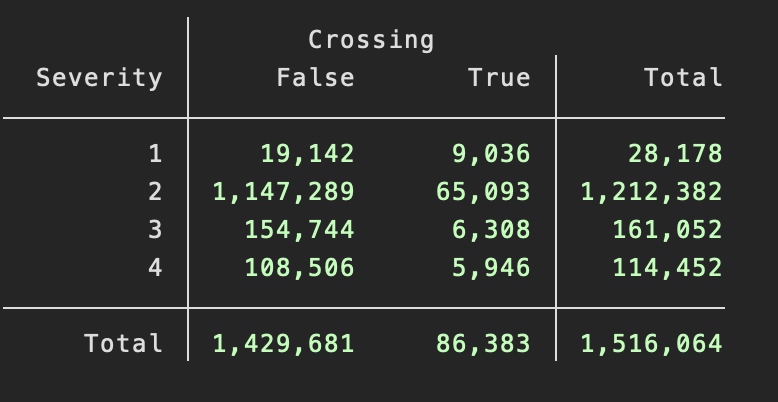 Crossing
Severity False True Total
1 19,142 9,036 28,178
2 1,147,289 65,093 1,212,382
3 154,744 6,308 161,052
4 108,506 5,946 114,452
Total 1,429,681 86,383 1,516,064